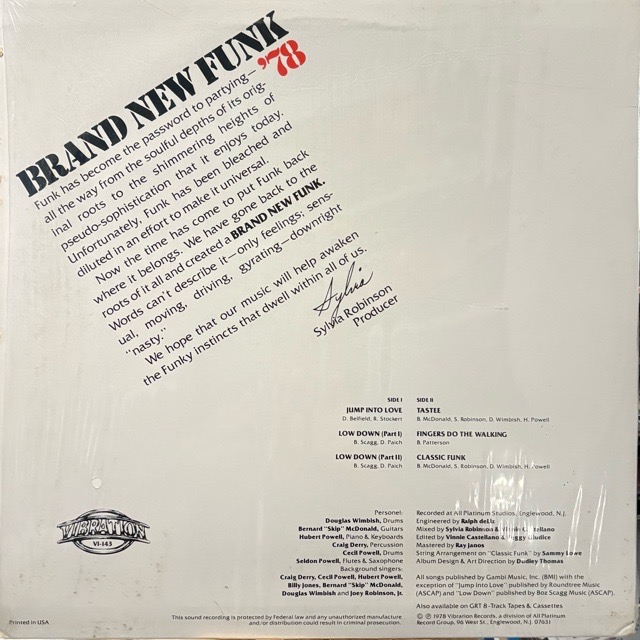 BRAND NEW FUNK
'78
Funk has become the password to partying—
all the way from the soulful depths of its orig-
inal roots to the shimmering heights of
pseudo-sophistication that it enjoys today.
Unfortunately, Funk has been bleached and
diluted in an effort to make it universal.
Now the time has come to put Funk back
where it belongs. We have gone back to the
roots of it all and created a BRAND NEW FUNK.
Words can't describe it—only feelings; sens-
ual, moving, driving, gyrating—downright
"nasty."
We hope that our music will help awaken
the Funky instincts that dwell within all of us.
Sylvia
Sylvia Robinson
Producer
SIDE I
JUMP INTO LOVE
D. Belfield, R. Stockert
LOW DOWN (Part I)
B. Scagg, D. Paich
LOW DOWN (Part II)
B. Scagg, D. Paich
SIDE II
TASTEE
B. McDonald, S. Robinson, D. Wimbish, H. Powell
FINGERS DO THE WALKING
B. Patterson
CLASSIC FUNK
B. McDonald, S. Robinson, D. Wimbish, H. Powell
VIBRATION
VI-143
Personel:
Douglas Wimbish, Drums
Bernard "Skip" McDonald, Guitars
Hubert Powell, Piano & Keyboards
Craig Derry, Percussion
Cecil Powell, Drums
Seldon Powell, Flutes & Saxophone
Background singers:
Craig Derry, Cecil Powell, Hubert Powell,
Billy Jones, Bernard "Skip" McDonald,
Douglas Wimbish and Joey Robinson, Jr.
Recorded at All Platinum Studios, Englewood, N.J.
Engineered by Ralph
Mixed by Sylvia Robinson & Castellano
Edited by Vinnie Castellano & Peggy Giudice
Mastered by Ray Janos
String Arrangement on "Classic Funk" by Sammy Lowe
Album Design & Art Direction by Dudley Thomas
All songs published by Gambi Music, Inc. (BMI) with the
exception of "Jump Into Love" published by Roundtree Music
(ASCAP) and "Low Down" published by Boz Scagg Music (ASCAP).
Also available on GRT 8-Track Tapes & Cassettes
© ℗ 1978 Vibration Records, a division of All Platinum
Record Group, 96 West St., Englewood, N.J. 07631
Printed in USA
This sound recording is protected by Federal law and any unauthorized manufacture
and/or distribution could result in criminal prosecution.